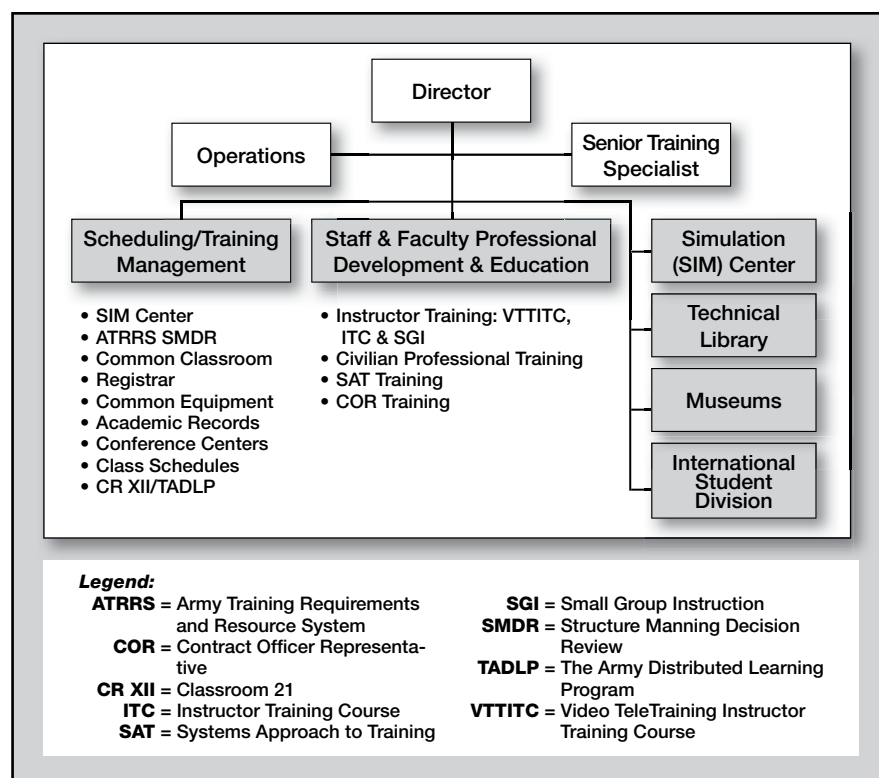 Director
Operations
Senior Training
Specialist
Scheduling/Training
Management
• SIM Center
• ATRRS SMDR
• Common Classroom
• Registrar
• Common Equipment
• Academic Records
• Conference Centers
• Class Schedules
• CR XII/TADLP
Staff & Faculty Professional
Development & Education
• Instructor Training: VTTITC,
ITC & SGI
• Civilian Professional Training
• SAT Training
• COR Training
Simulation
(SIM) Center
Technical
Library
Museums
International
Student
Division
Legend:
ATRRS = Army Training Requirements
and Resource System
COR = Contract Officer Representa-
tive
CR XII = Classroom 21
ITC = Instructor Training Course
SAT = Systems Approach to Training
SGI = Small Group Instruction
SMDR = Structure Manning Decision
Review
TADLP = The Army Distributed Learning
Program
VTTITC = Video TeleTraining Instructor
Training Course